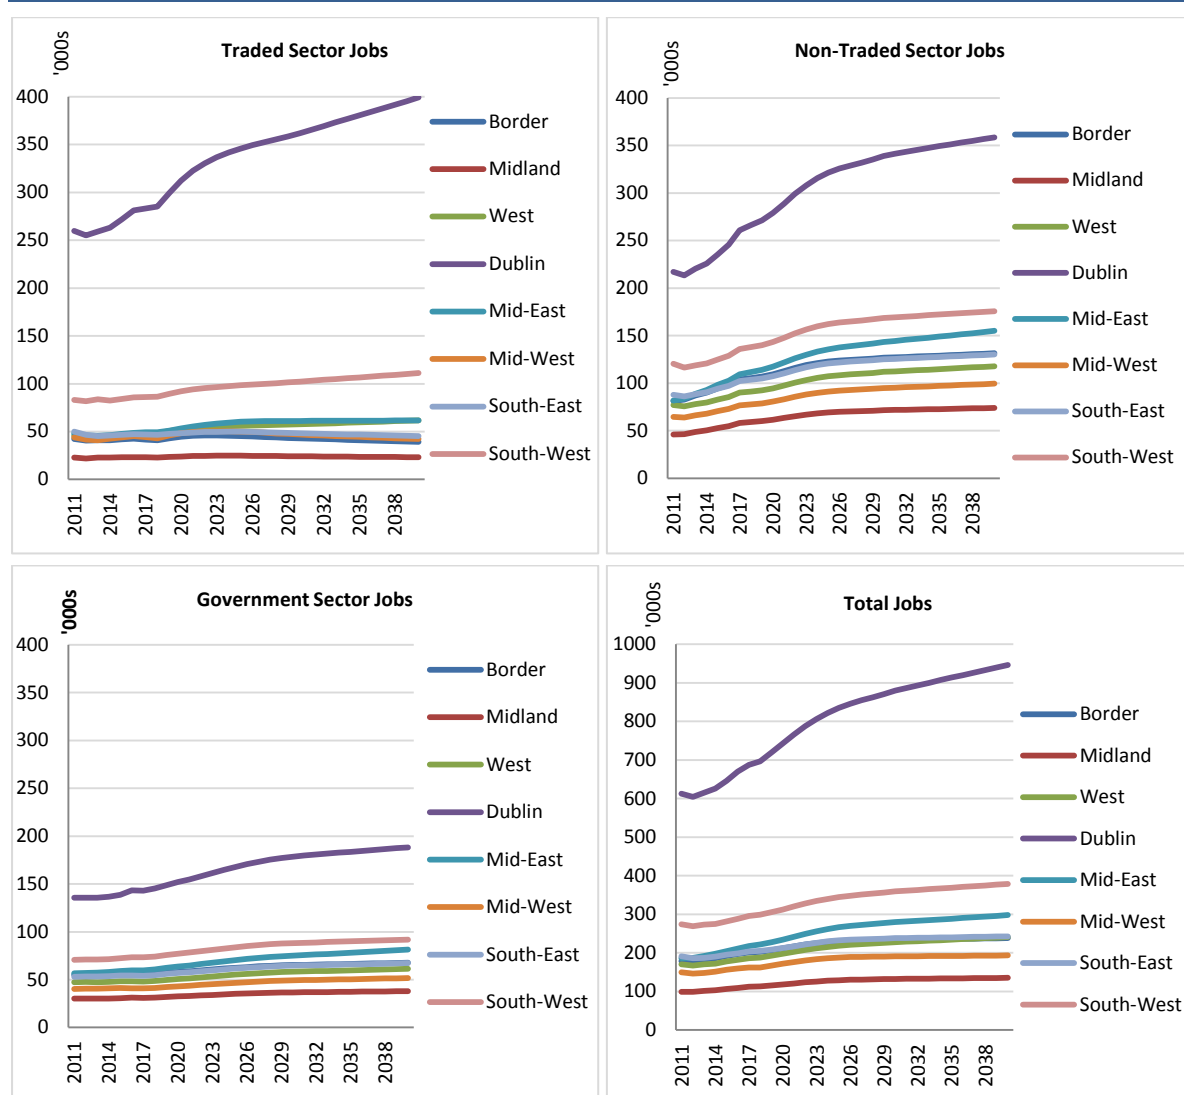 Traded Sector Jobs
'000s
400
350
300
250
200
150
100
50
0
2011
2014
2017
2020
2023
2026
2029
2032
2035
2038
Border
Midland
West
Dublin
Mid-East
Mid-West
South-East
South-West
Non-Traded Sector Jobs
'000s
400
350
300
250
200
150
100
50
0
2011
2014
2017
2020
2023
2026
2029
2032
2035
2038
Border
Midland
West
Dublin
Mid-East
Mid-West
South-East
South-West
Government Sector Jobs
'000s
400
350
300
250
200
150
100
50
0
2011
2014
2017
2020
2023
2026
2029
2032
2035
2038
Border
Midland
West
Dublin
Mid-East
Mid-West
South-East
South-West
Total Jobs
'000s
1000
900
800
700
600
500
400
300
200
100
0
2011
2014
2017
2020
2023
2026
2029
2032
2035
2038
Border
Midland
West
Dublin
Mid-East
Mid-West
South-East
South-West